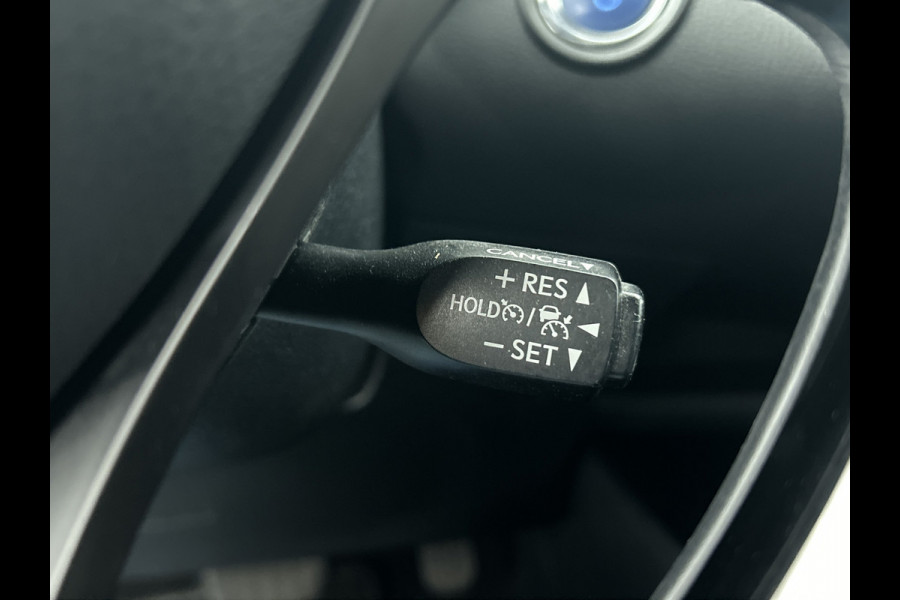 CANCEL▼
+ RES ▲
HOLD / ◀
− SET ▼